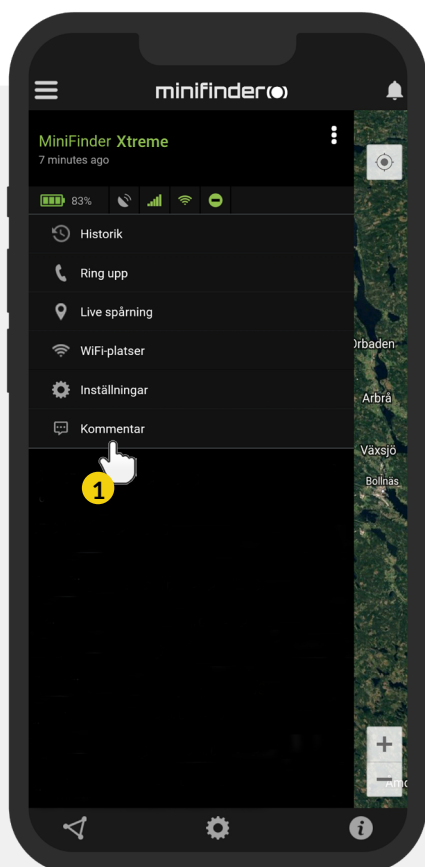 minifinder
MiniFinder Xtreme
7 minutes ago
83%
Historik
Ring upp
Live spårning
WiFi-platser
Inställningar
Kommentar
1
Orbaden
Arbrå
Växsjö
Bollnäs
+
−